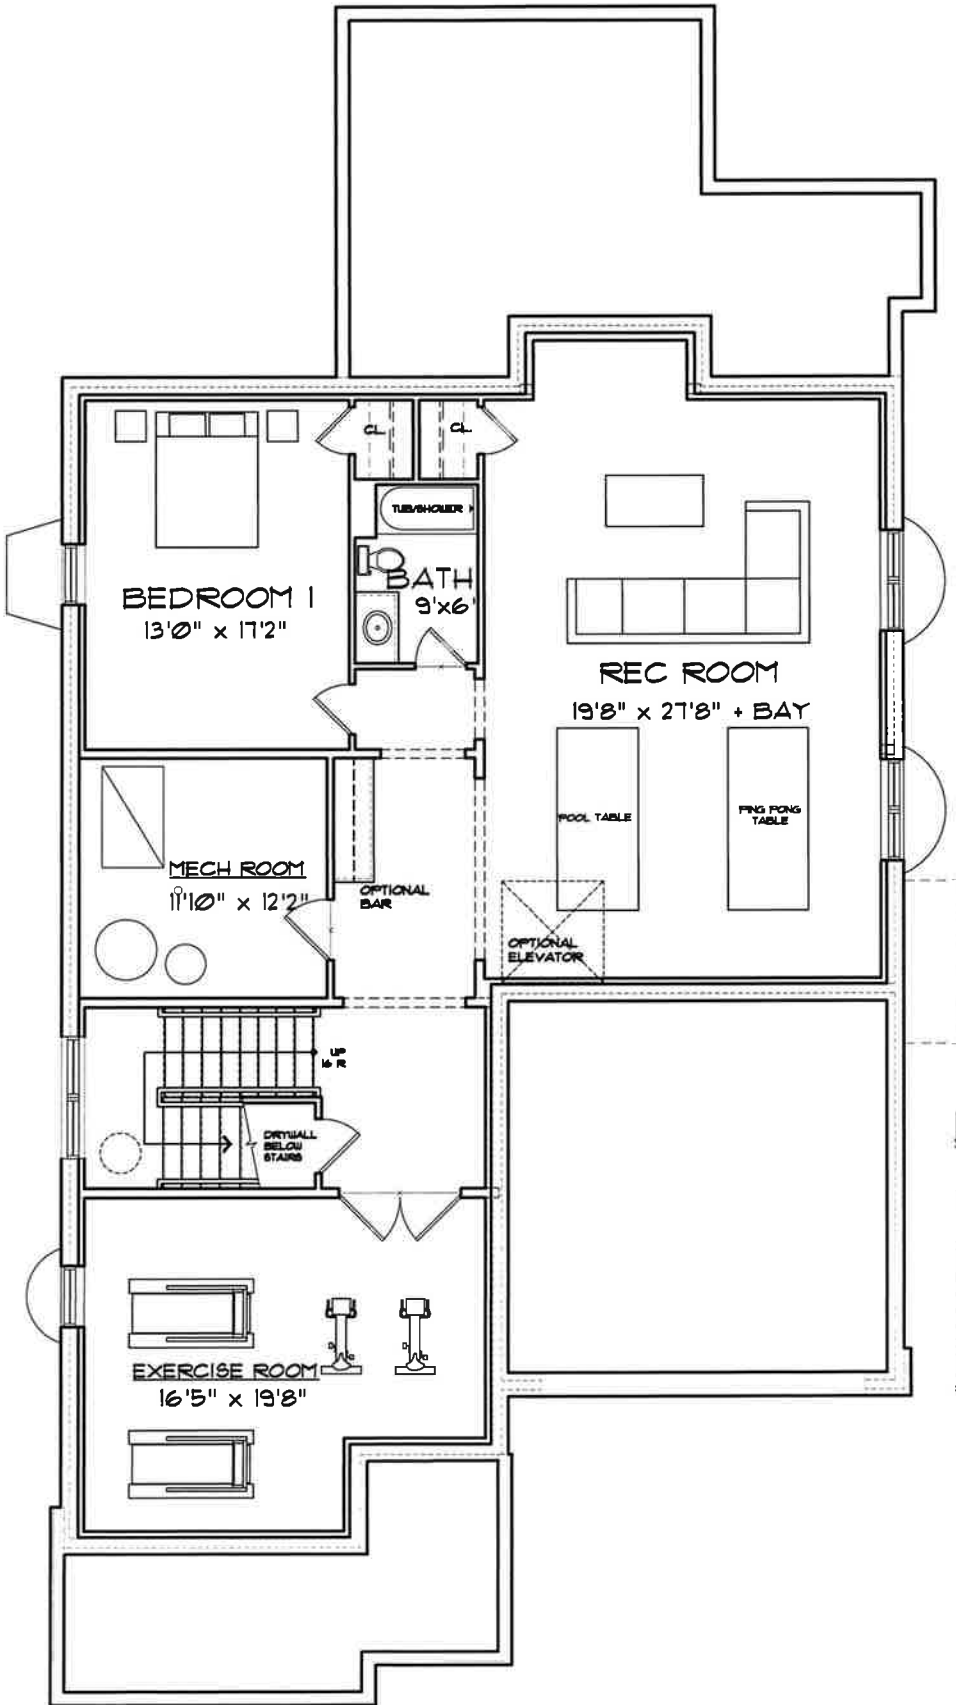 CL.
CL.
TUB/SHOWER
BATH
9'x6'
BEDROOM 1
13'0" x 17'2"
REC ROOM
19'8" x 27'8" + BAY
POOL TABLE
PING PONG
TABLE
MECH ROOM
11'10" x 12'2"
OPTIONAL
BAR
OPTIONAL
ELEVATOR
UP
16 R
DRYWALL
BELOW
STAIRS
EXERCISE ROOM
16'5" x 19'8"